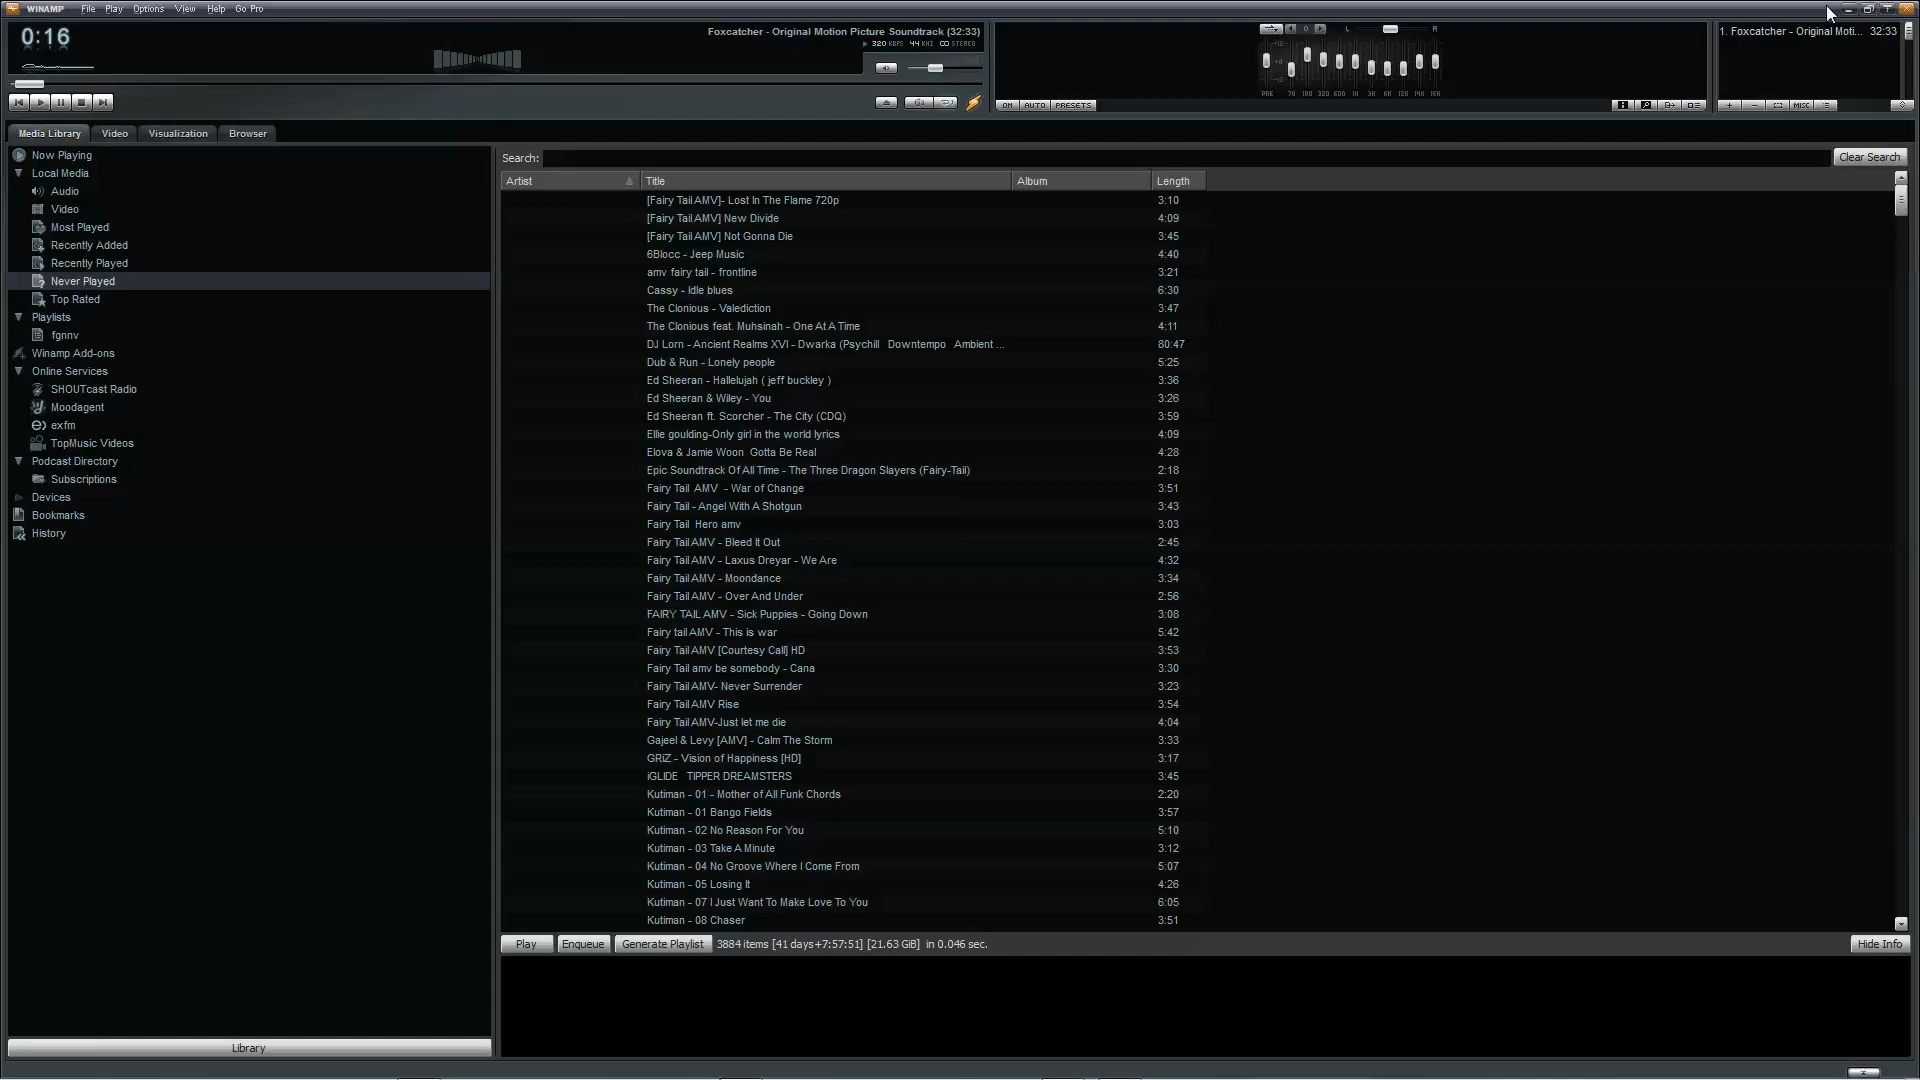 WINAMP File Play Options View Help Go Pro
0:16
Foxcatcher - Original Motion Picture Soundtrack (32:33)
320 KBPS 44 KHZ STEREO
L R
+12
+0
-12
PRE 70 180 320 600 1K 3K 6K 12K 14K 16K
ON AUTO PRESETS
1. Foxcatcher - Original Moti... 32:33
+ - MISC
Media Library Video Visualization Browser
Now Playing
Local Media
Audio
Video
Most Played
Recently Added
Recently Played
Never Played
Top Rated
Playlists
fgnnv
Winamp Add-ons
Online Services
SHOUTcast Radio
Moodagent
exfm
TopMusic Videos
Podcast Directory
Subscriptions
Devices
Bookmarks
History
Library
Search: Clear Search
Artist Title Album Length
[Fairy Tail AMV]- Lost In The Flame 720p 3:10
[Fairy Tail AMV] New Divide 4:09
[Fairy Tail AMV] Not Gonna Die 3:45
6Blocc - Jeep Music 4:40
amv fairy tail - frontline 3:21
Cassy - Idle blues 6:30
The Clonious - Valediction 3:47
The Clonious feat. Muhsinah - One At A Time 4:11
DJ Lorn - Ancient Realms XVI - Dwarka (Psychill Downtempo Ambient ... 80:47
Dub & Run - Lonely people 5:25
Ed Sheeran - Hallelujah ( jeff buckley ) 3:36
Ed Sheeran & Wiley - You 3:26
Ed Sheeran ft. Scorcher - The City (CDQ) 3:59
Ellie goulding-Only girl in the world lyrics 4:09
Elova & Jamie Woon Gotta Be Real 4:28
Epic Soundtrack Of All Time - The Three Dragon Slayers (Fairy-Tail) 2:18
Fairy Tail AMV - War of Change 3:51
Fairy Tail - Angel With A Shotgun 3:43
Fairy Tail Hero amv 3:03
Fairy Tail AMV - Bleed It Out 2:45
Fairy Tail AMV - Laxus Dreyar - We Are 4:32
Fairy Tail AMV - Moondance 3:34
Fairy Tail AMV - Over And Under 2:56
FAIRY TAIL AMV - Sick Puppies - Going Down 3:08
Fairy tail AMV - This is war 5:42
Fairy Tail AMV [Courtesy Call] HD 3:53
Fairy Tail amv be somebody - Cana 3:30
Fairy Tail AMV- Never Surrender 3:23
Fairy Tail AMV Rise 3:54
Fairy Tail AMV-Just let me die 4:04
Gajeel & Levy [AMV] - Calm The Storm 3:33
GRiZ - Vision of Happiness [HD] 3:17
iGLIDE TIPPER DREAMSTERS 3:45
Kutiman - 01 - Mother of All Funk Chords 2:20
Kutiman - 01 Bango Fields 3:57
Kutiman - 02 No Reason For You 5:10
Kutiman - 03 Take A Minute 3:12
Kutiman - 04 No Groove Where I Come From 5:07
Kutiman - 05 Losing It 4:26
Kutiman - 07 I Just Want To Make Love To You 6:05
Kutiman - 08 Chaser 3:51
Play Enqueue Generate Playlist 3884 items [41 days+7:57:51] [21.63 GiB] in 0.046 sec. Hide Info